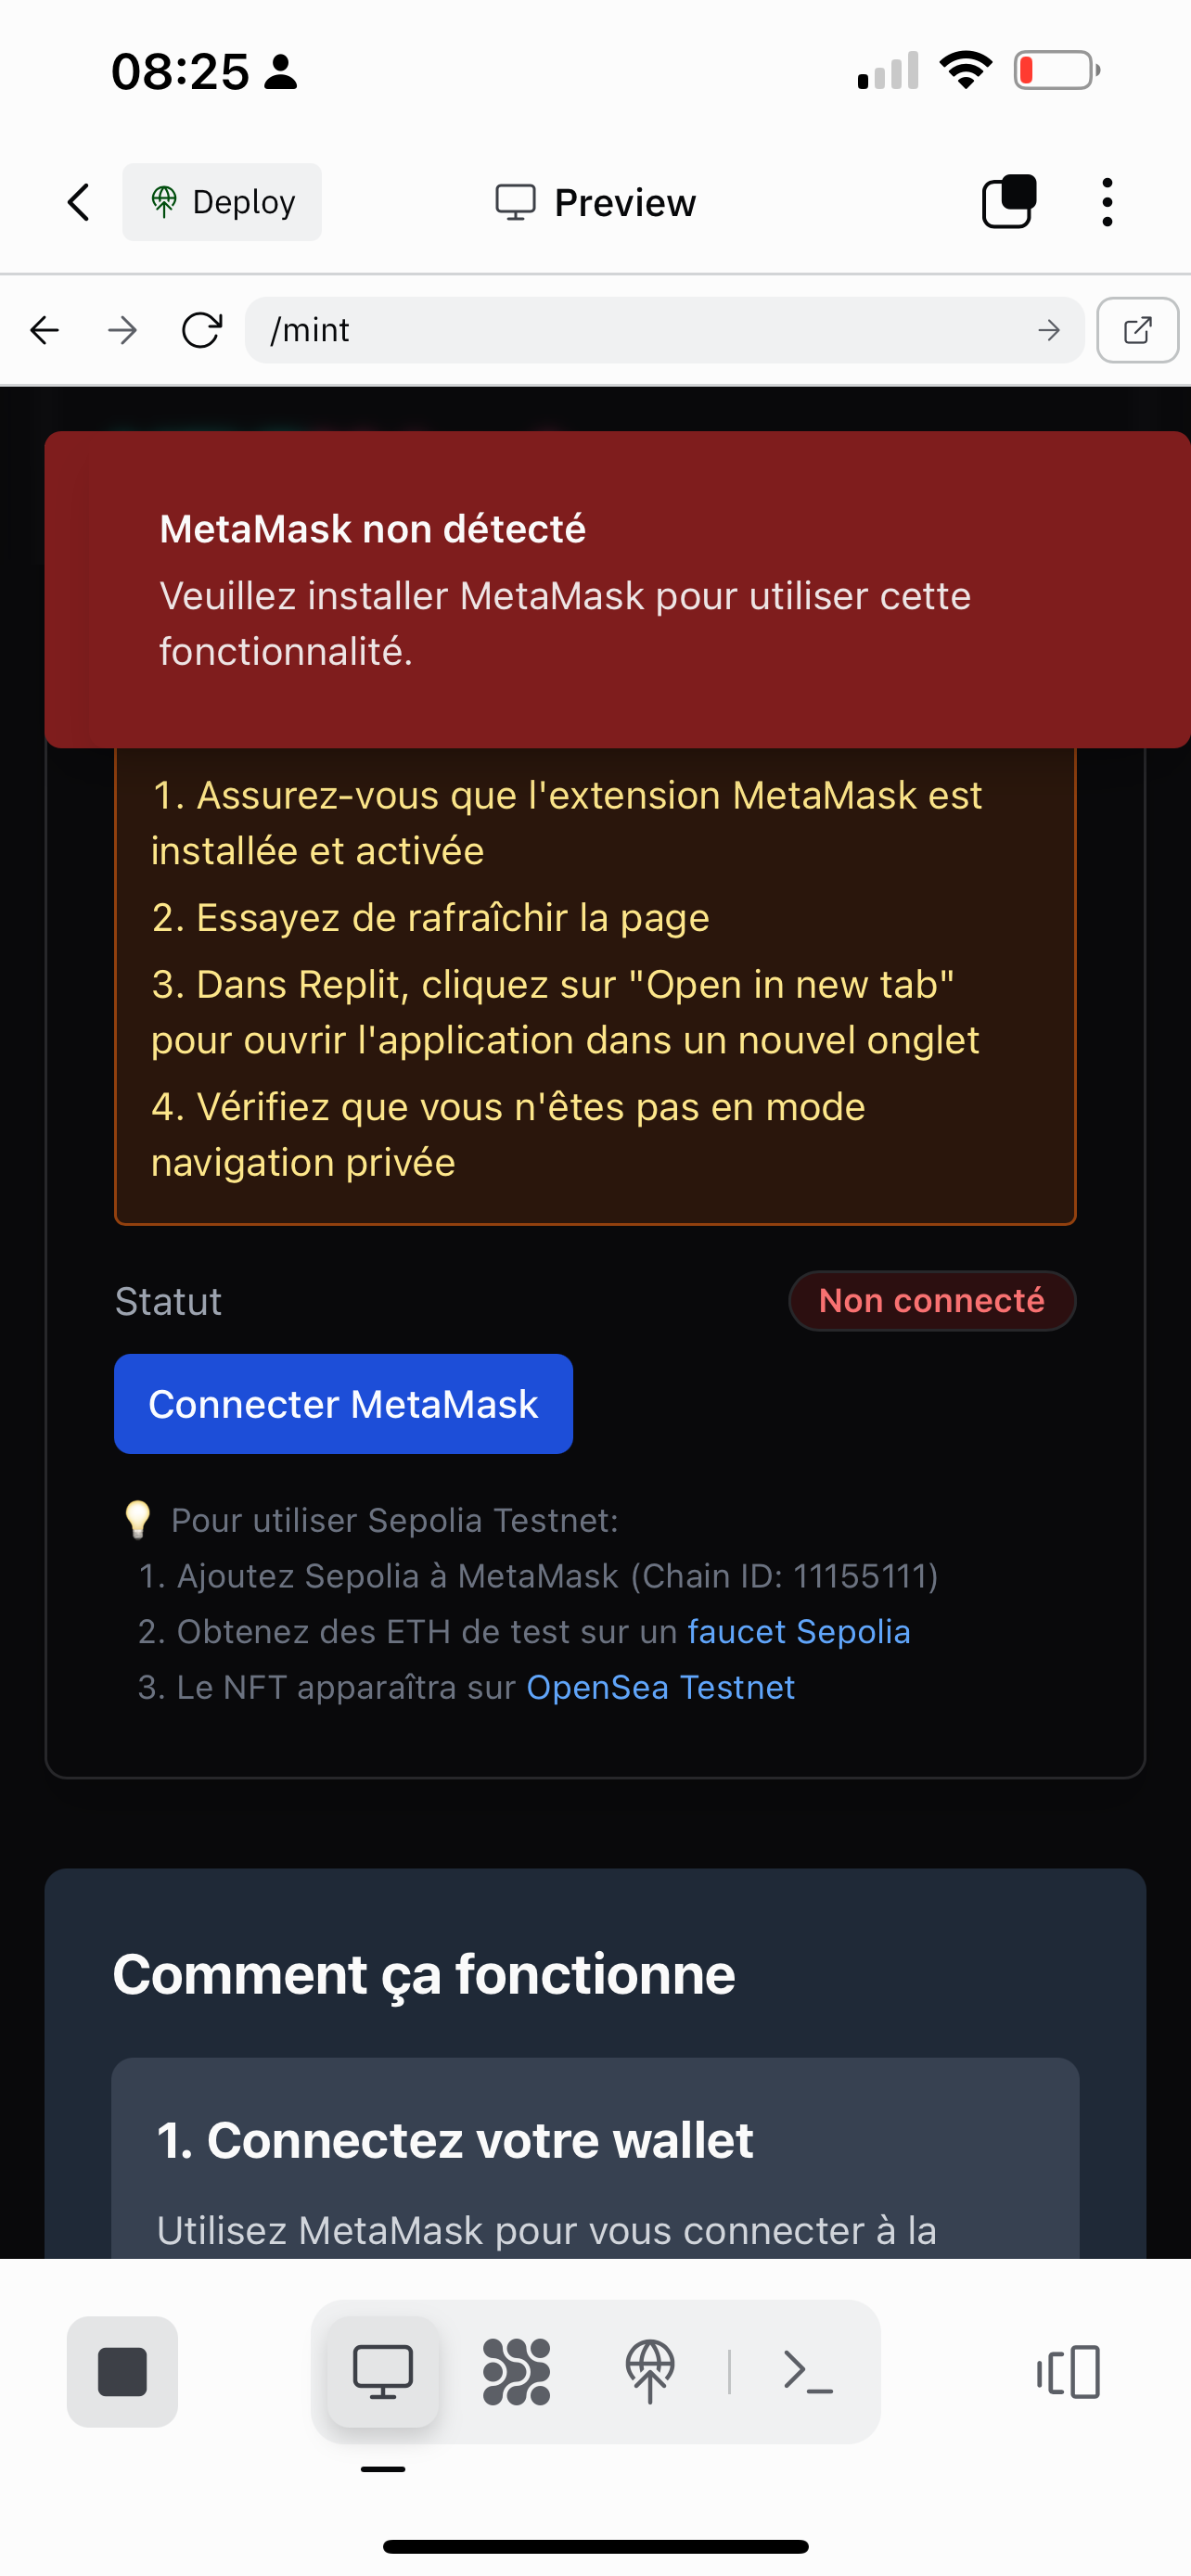 08:25
Deploy
Preview
/mint
MetaMask non détecté
Veuillez installer MetaMask pour utiliser cette
fonctionnalité.
1. Assurez-vous que l'extension MetaMask est
installée et activée
2. Essayez de rafraîchir la page
3. Dans Replit, cliquez sur "Open in new tab"
pour ouvrir l'application dans un nouvel onglet
4. Vérifiez que vous n'êtes pas en mode
navigation privée
Statut
Non connecté
Connecter MetaMask
💡 Pour utiliser Sepolia Testnet:
1. Ajoutez Sepolia à MetaMask (Chain ID: 11155111)
2. Obtenez des ETH de test sur un faucet Sepolia
3. Le NFT apparaîtra sur OpenSea Testnet
Comment ça fonctionne
1. Connectez votre wallet
Utilisez MetaMask pour vous connecter à la